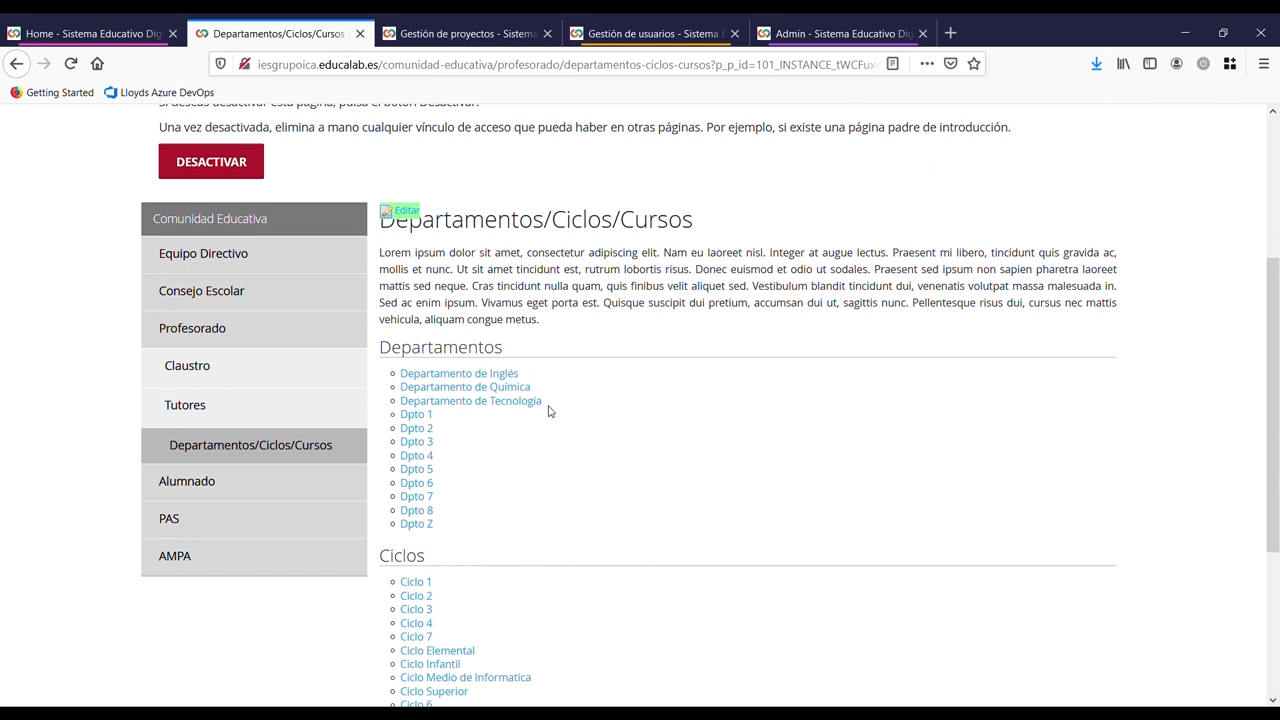 Home - Sistema Educativo Dig
Departamentos/Ciclos/Cursos
Gestión de proyectos - Sistema
Gestión de usuarios - Sistema E
Admin - Sistema Educativo Dig
iesgrupoica.educalab.es/comunidad-educativa/profesorado/departamentos-ciclos-cursos?p_p_id=101_INSTANCE_tWCFux
Getting Started
Lloyds Azure DevOps
Si deseas desactivar esta página, pulsa el botón Desactivar.
Una vez desactivada, elimina a mano cualquier vínculo de acceso que pueda haber en otras páginas. Por ejemplo, si existe una página padre de introducción.
DESACTIVAR
Comunidad Educativa
Equipo Directivo
Consejo Escolar
Profesorado
Claustro
Tutores
Departamentos/Ciclos/Cursos
Alumnado
PAS
AMPA
Editar
Departamentos/Ciclos/Cursos
Lorem ipsum dolor sit amet, consectetur adipiscing elit. Nam eu laoreet nisl. Integer at augue lectus. Praesent mi libero, tincidunt quis gravida ac,
mollis et nunc. Ut sit amet tincidunt est, rutrum lobortis risus. Donec euismod et odio ut sodales. Praesent sed ipsum non sapien pharetra laoreet
mattis sed neque. Cras tincidunt nulla quam, quis finibus velit aliquet sed. Vestibulum blandit tincidunt dui, venenatis volutpat massa malesuada in.
Sed ac enim ipsum. Vivamus eget porta est. Quisque suscipit dui pretium, accumsan dui ut, sagittis nunc. Pellentesque risus dui, cursus nec mattis
vehicula, aliquam congue metus.
Departamentos
Departamento de Inglés
Departamento de Química
Departamento de Tecnología
Dpto 1
Dpto 2
Dpto 3
Dpto 4
Dpto 5
Dpto 6
Dpto 7
Dpto 8
Dpto Z
Ciclos
Ciclo 1
Ciclo 2
Ciclo 3
Ciclo 4
Ciclo 7
Ciclo Elemental
Ciclo Infantil
Ciclo Medio de Informatica
Ciclo Superior
Ciclo 6